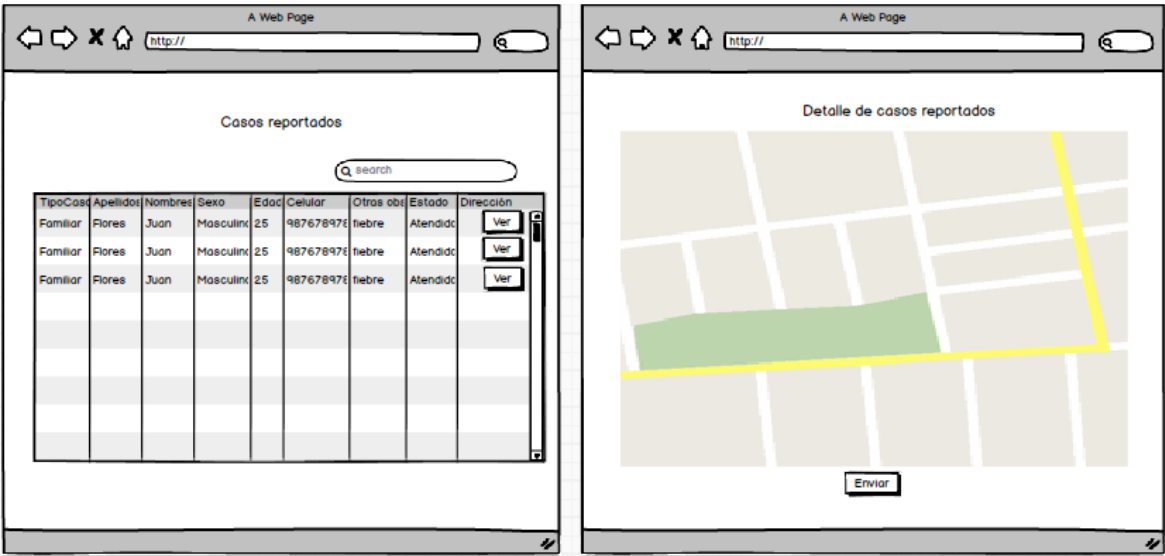 A Web Page
http://
Casos reportados
search
TipoCaso Apellidos Nombres Sexo Edad Celular Otras obs Estado Dirección
Familiar Flores Juan Masculino 25 987678978 fiebre Atendido Ver
Familiar Flores Juan Masculino 25 987678978 fiebre Atendido Ver
Familiar Flores Juan Masculino 25 987678978 fiebre Atendido Ver
A Web Page
http://
Detalle de casos reportados
Enviar